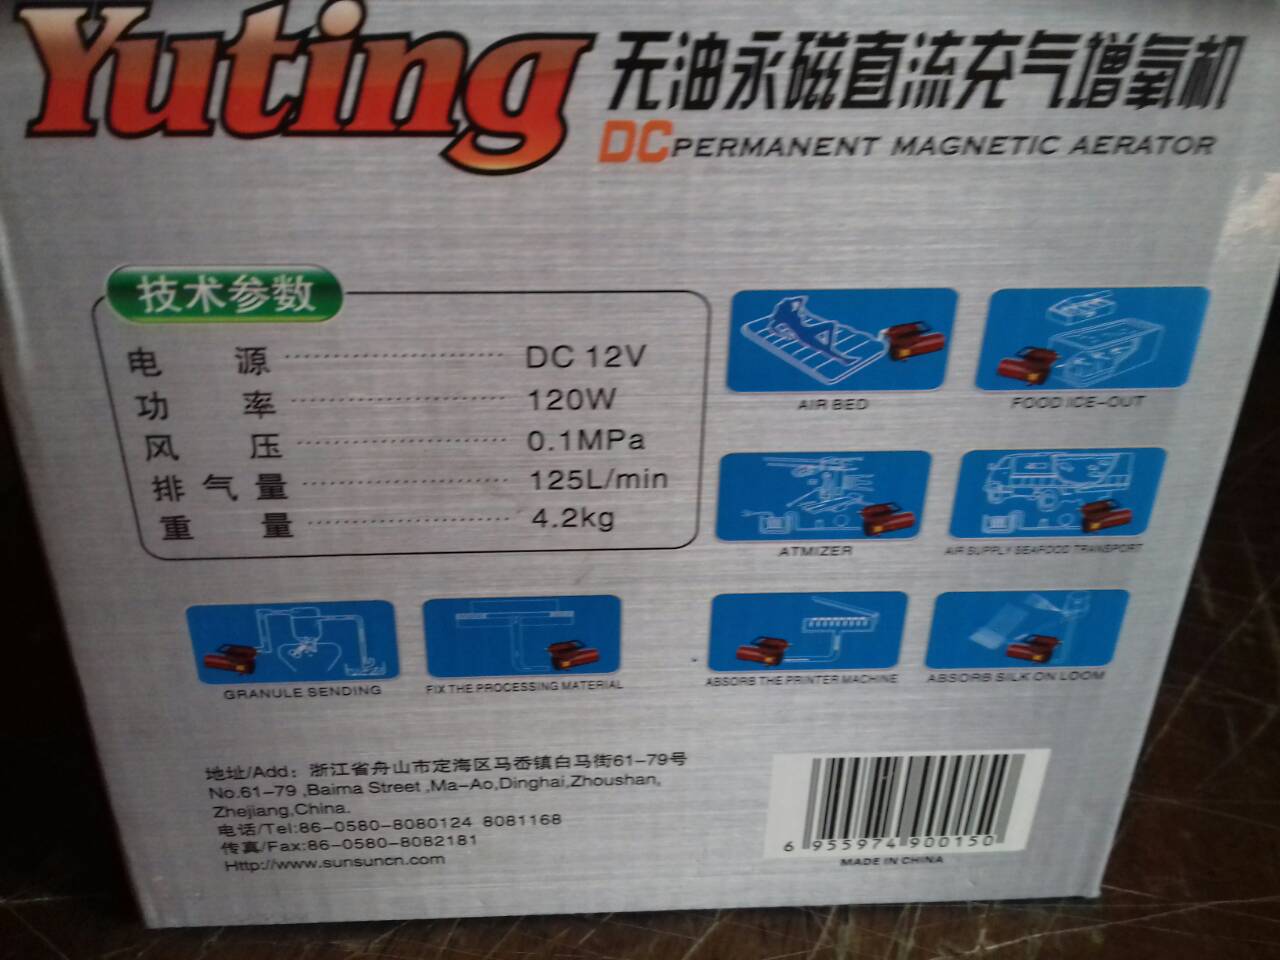 Yuting
无油永磁直流充气增氧机
DC PERMANENT MAGNETIC AERATOR
技术参数
电 源 DC 12V
功 率 120W
风 压 0.1MPa
排气量 125L/min
重 量 4.2kg
AIR BED
FOOD ICE-OUT
ATMIZER
AIR SUPPLY SEAFOOD TRANSPORT
GRANULE SENDING
FIX THE PROCESSING MATERIAL
ABSORB THE PRINTER MACHINE
ABSORB SILK ON LOOM
地址/Add: 浙江省舟山市定海区马岙镇白马街61-79号
No.61-79 ,Baima Street ,Ma-Ao,Dinghai,Zhoushan,
Zhejiang,China.
电话/Tel:86-0580-8080124 8081168
传真/Fax:86-0580-8082181
Http://www.sunsuncn.com
6 955974 900150
MADE IN CHINA